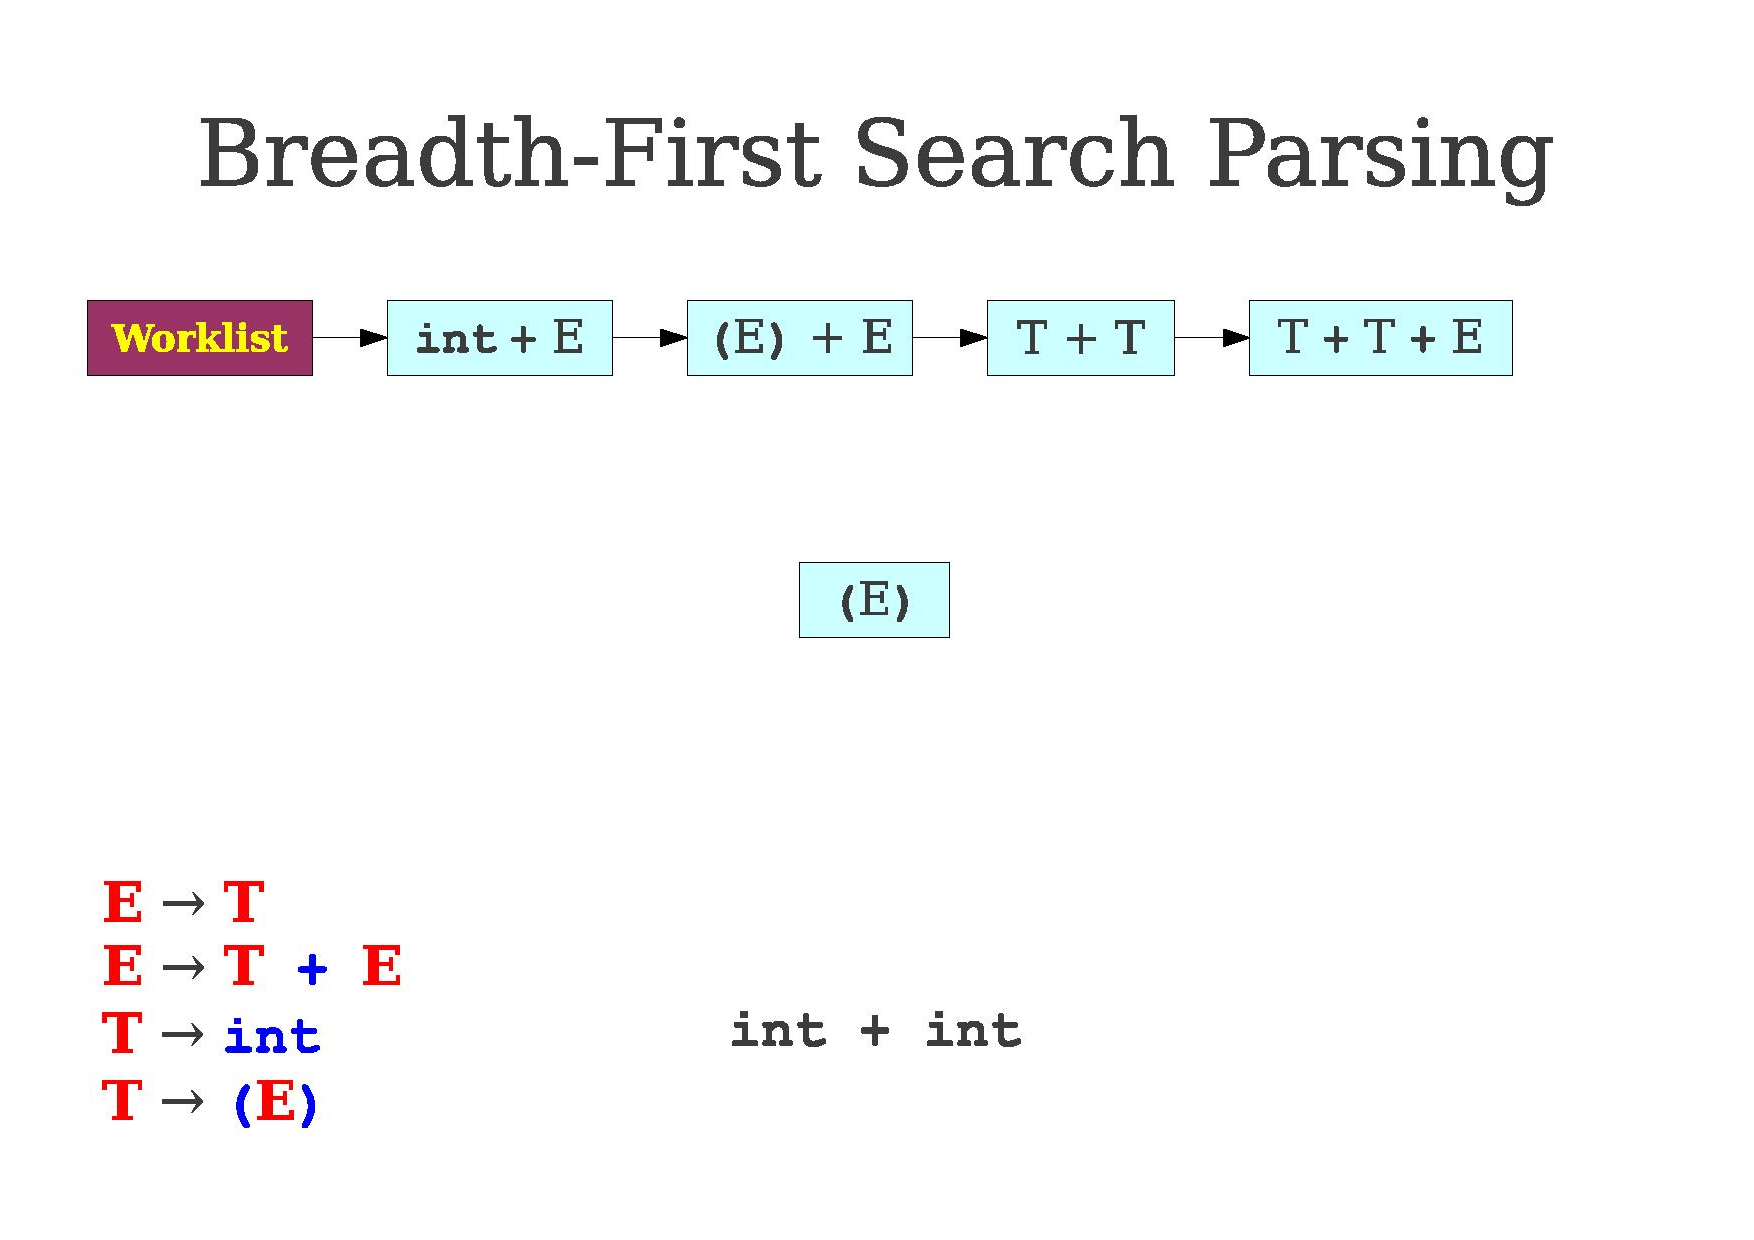 Breadth-First Search Parsing
Worklist int + E (E) + E T + T T + T + E
(E)
E → T
E → T + E
T → int
int + int
T → (E)